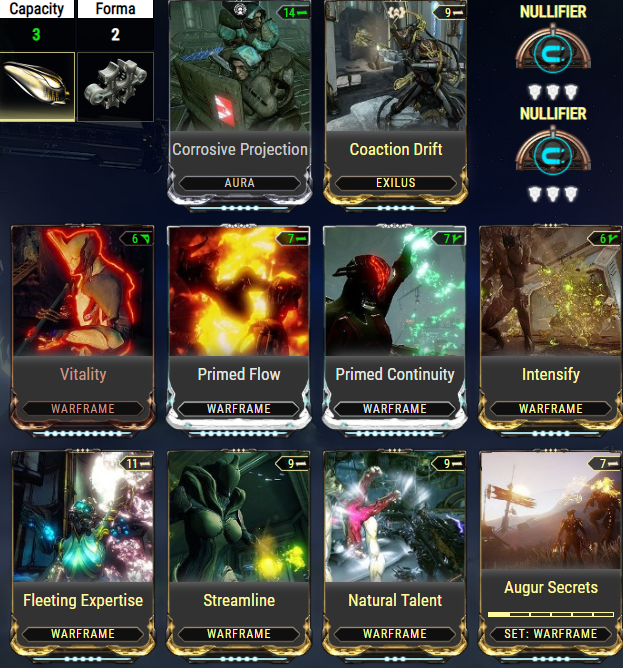 Capacity Forma
3 2
14
9
Corrosive Projection
AURA
Coaction Drift
EXILUS
NULLIFIER
NULLIFIER
6
7
7
6
Vitality
WARFRAME
Primed Flow
WARFRAME
Primed Continuity
WARFRAME
Intensify
WARFRAME
11
9
9
7
Fleeting Expertise
WARFRAME
Streamline
WARFRAME
Natural Talent
WARFRAME
Augur Secrets
SET: WARFRAME